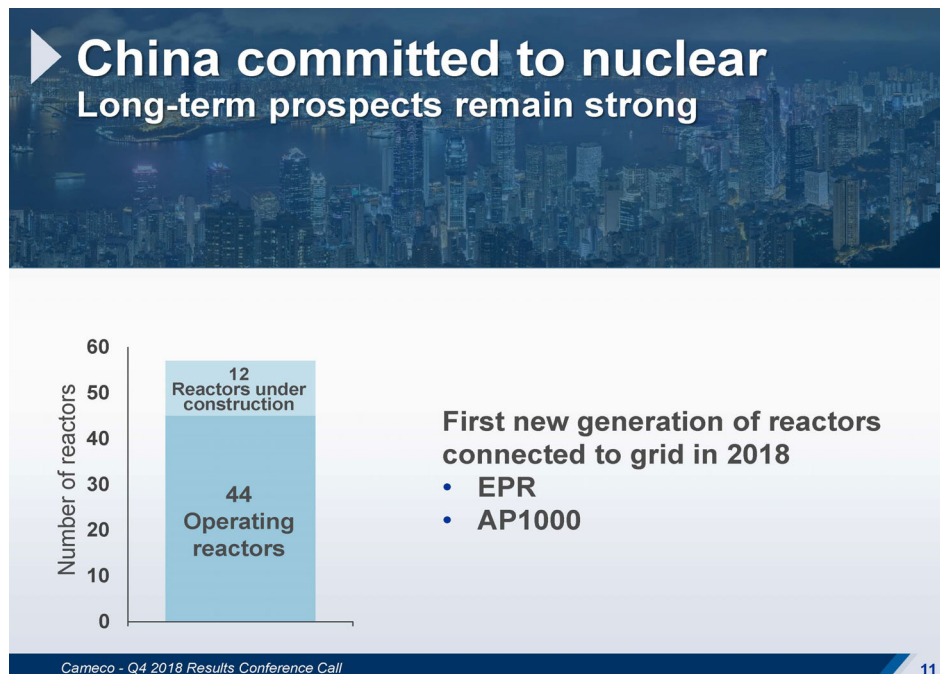 China committed to nuclear
Long-term prospects remain strong
60
50
40
30
20
10
0
Number of reactors
12
Reactors under
construction
44
Operating
reactors
First new generation of reactors
connected to grid in 2018
• EPR
• AP1000
Cameco - Q4 2018 Results Conference Call
11